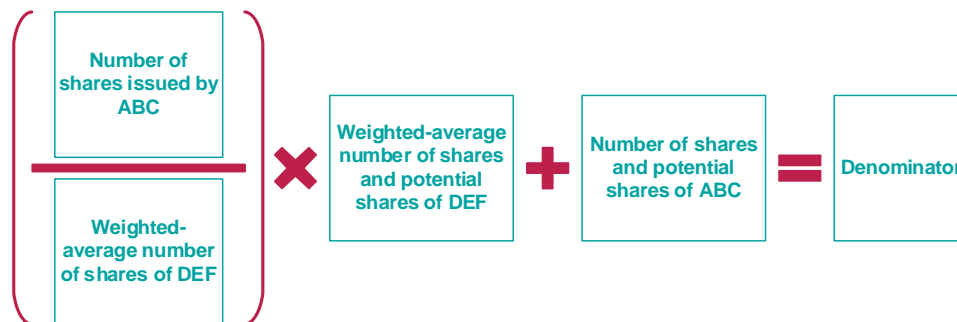 Number of
shares issued by
ABC
Weighted-
average number
of shares of DEF
Weighted-average
number of shares
and potential
shares of DEF
Number of shares
and potential
shares of ABC
Denominator